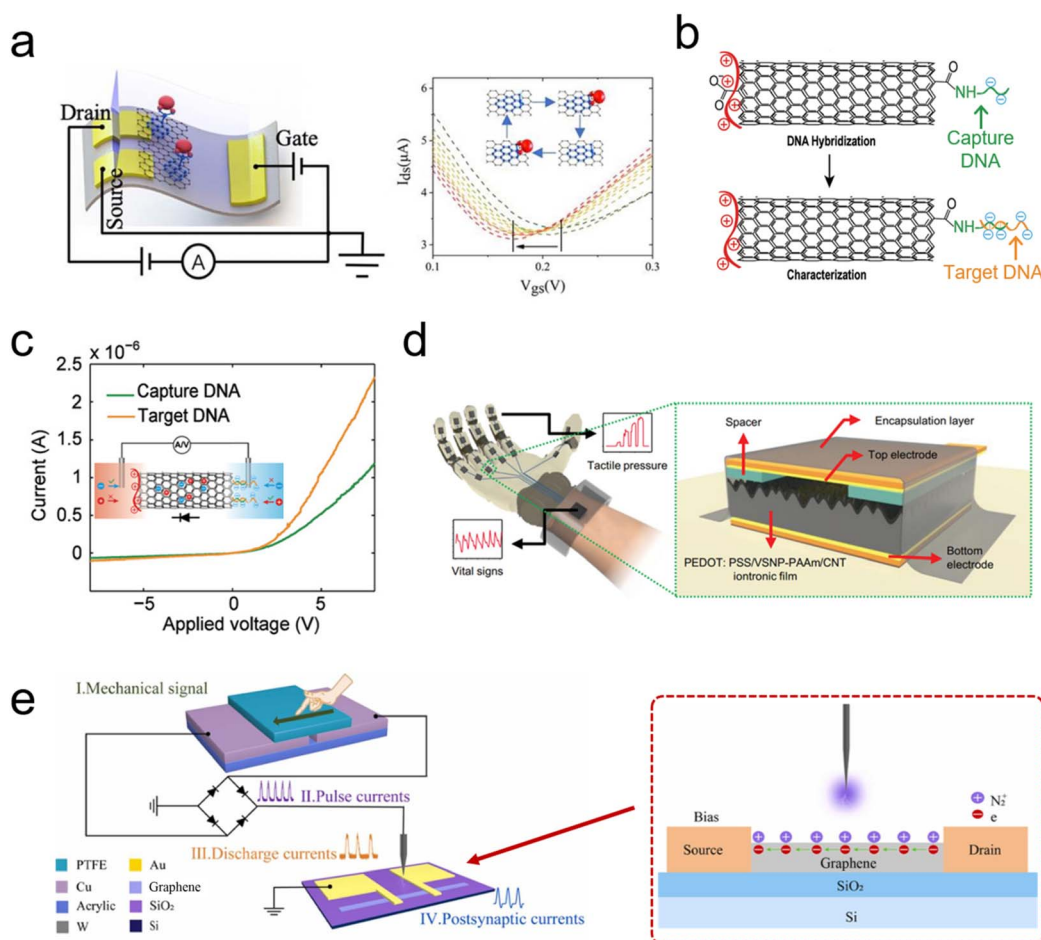 a
Drain
Source
Gate
A
Ids(μA)
6
5
4
3
0.1
0.2
0.3
Vgs(V)
b
O
O-
O
NH
DNA Hybridization
Capture
DNA
O
NH
Characterization
Target DNA
c
x 10⁻⁶
2.5
2
1.5
1
0.5
0
Current (A)
Capture DNA
Target DNA
A/V
−5
0
5
Applied voltage (V)
d
Tactile pressure
Vital signs
Spacer
Encapsulation layer
Top electrode
PEDOT: PSS/VSNP-PAAm/CNT
iontronic film
Bottom
electrode
e
I.Mechanical signal
II.Pulse currents
III.Discharge currents
IV.Postsynaptic currents
PTFE
Au
Cu
Graphene
Acrylic
SiO₂
W
Si
Bias
Source
Graphene
Drain
N₂⁺
e
SiO₂
Si